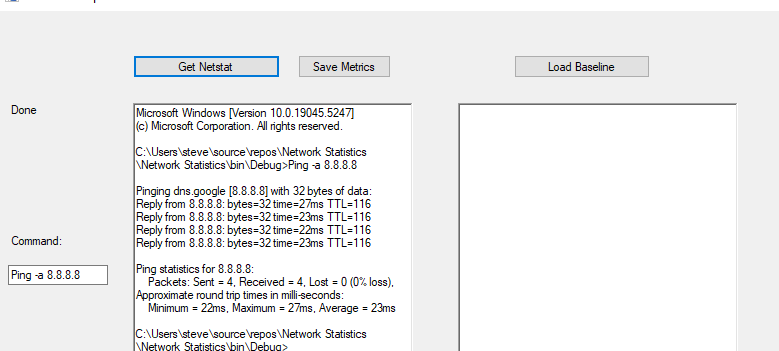 Get Netstat
Save Metrics
Load Baseline
Done
Microsoft Windows [Version 10.0.19045.5247]
(c) Microsoft Corporation. All rights reserved.
C:\Users\steve\source\repos\Network Statistics
\Network Statistics\bin\Debug>Ping -a 8.8.8.8
Pinging dns.google [8.8.8.8] with 32 bytes of data:
Reply from 8.8.8.8: bytes=32 time=27ms TTL=116
Reply from 8.8.8.8: bytes=32 time=23ms TTL=116
Reply from 8.8.8.8: bytes=32 time=22ms TTL=116
Reply from 8.8.8.8: bytes=32 time=23ms TTL=116
Ping statistics for 8.8.8.8:
Packets: Sent = 4, Received = 4, Lost = 0 (0% loss),
Approximate round trip times in milli-seconds:
Minimum = 22ms, Maximum = 27ms, Average = 23ms
C:\Users\steve\source\repos\Network Statistics
\Network Statistics\bin\Debug>
Command:
Ping -a 8.8.8.8